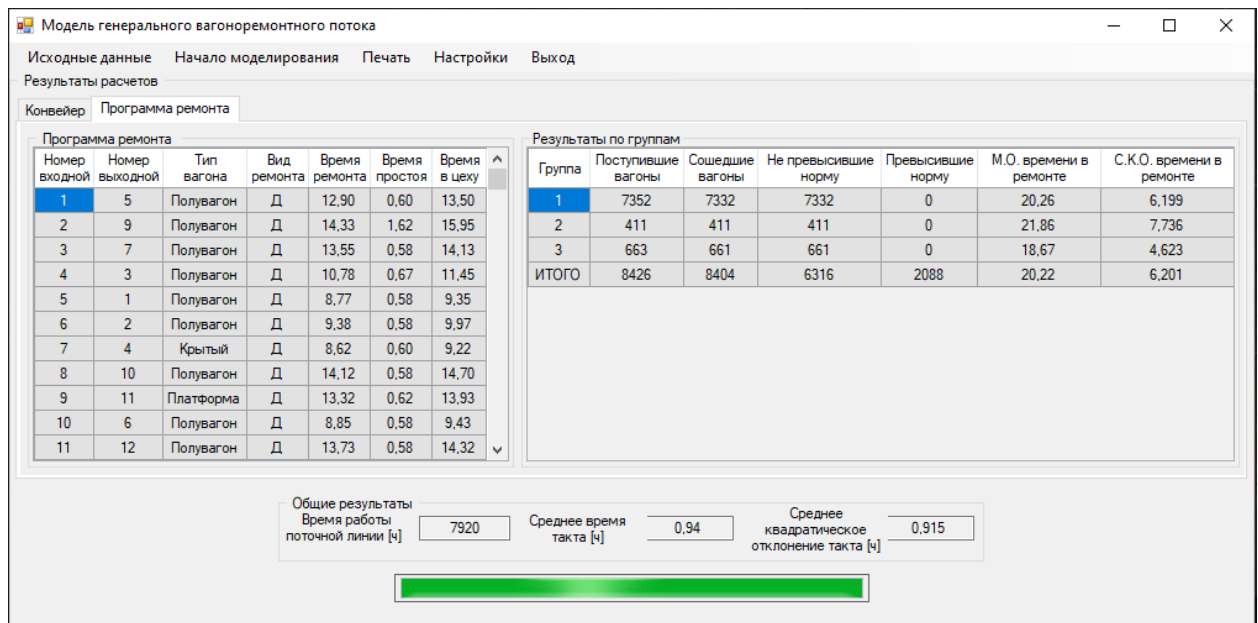 Модель генерального вагоноремонтного потока
Исходные данные Начало моделирования Печать Настройки Выход
Результаты расчетов
Конвейер Программа ремонта
Программа ремонта
Номер входной Номер выходной Тип вагона Вид ремонта Время ремонта Время простоя Время в цеху
1 5 Полувагон Д 12,90 0,60 13,50
2 9 Полувагон Д 14,33 1,62 15,95
3 7 Полувагон Д 13,55 0,58 14,13
4 3 Полувагон Д 10,78 0,67 11,45
5 1 Полувагон Д 8,77 0,58 9,35
6 2 Полувагон Д 9,38 0,58 9,97
7 4 Крытый Д 8,62 0,60 9,22
8 10 Полувагон Д 14,12 0,58 14,70
9 11 Платформа Д 13,32 0,62 13,93
10 6 Полувагон Д 8,85 0,58 9,43
11 12 Полувагон Д 13,73 0,58 14,32
Результаты по группам
Группа Поступившие вагоны Сошедшие вагоны Не превысившие норму Превысившие норму М.О. времени в ремонте С.К.О. времени в ремонте
1 7352 7332 7332 0 20,26 6,199
2 411 411 411 0 21,86 7,736
3 663 661 661 0 18,67 4,623
ИТОГО 8426 8404 6316 2088 20,22 6,201
Общие результаты
Время работы
поточной линии [ч]
7920
Среднее время
такта [ч]
0,94
Среднее
квадратическое
отклонение такта [ч]
0,915